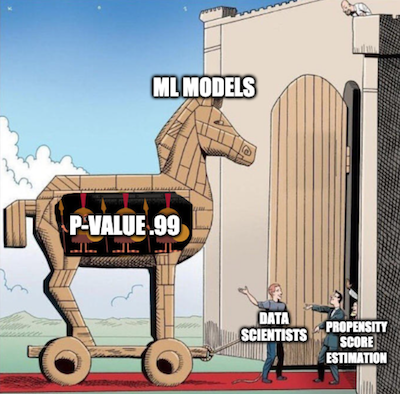 ML MODELS
P-VALUE .99
DATA
SCIENTISTS
PROPENSITY
SCORE
ESTIMATION